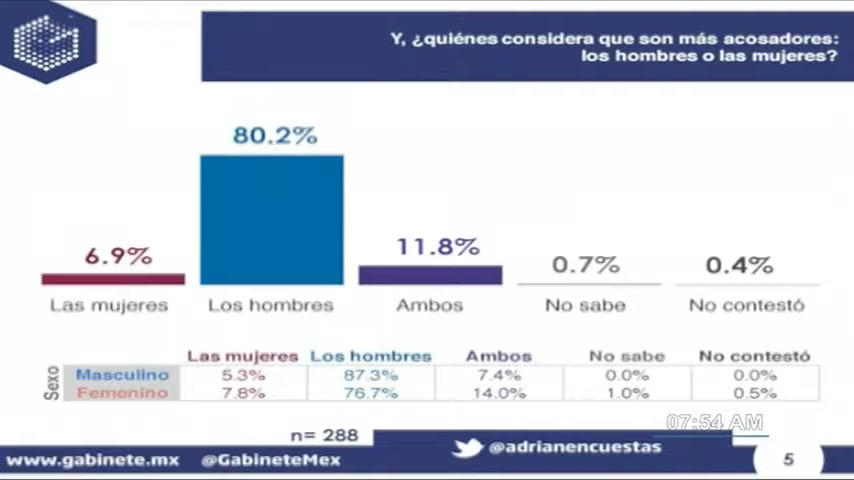 Y, ¿quiénes considera que son más acosadores:
los hombres o las mujeres?
80.2%
6.9%
11.8%
0.7%
0.4%
Las mujeres
Los hombres
Ambos
No sabe
No contestó
Las mujeres Los hombres Ambos No sabe No contestó
Sexo
Masculino 5.3% 87.3% 7.4% 0.0% 0.0%
Femenino 7.8% 76.7% 14.0% 1.0% 0.5%
07:54 AM
n= 288
www.gabinete.mx @GabineteMex @adrianencuestas 5